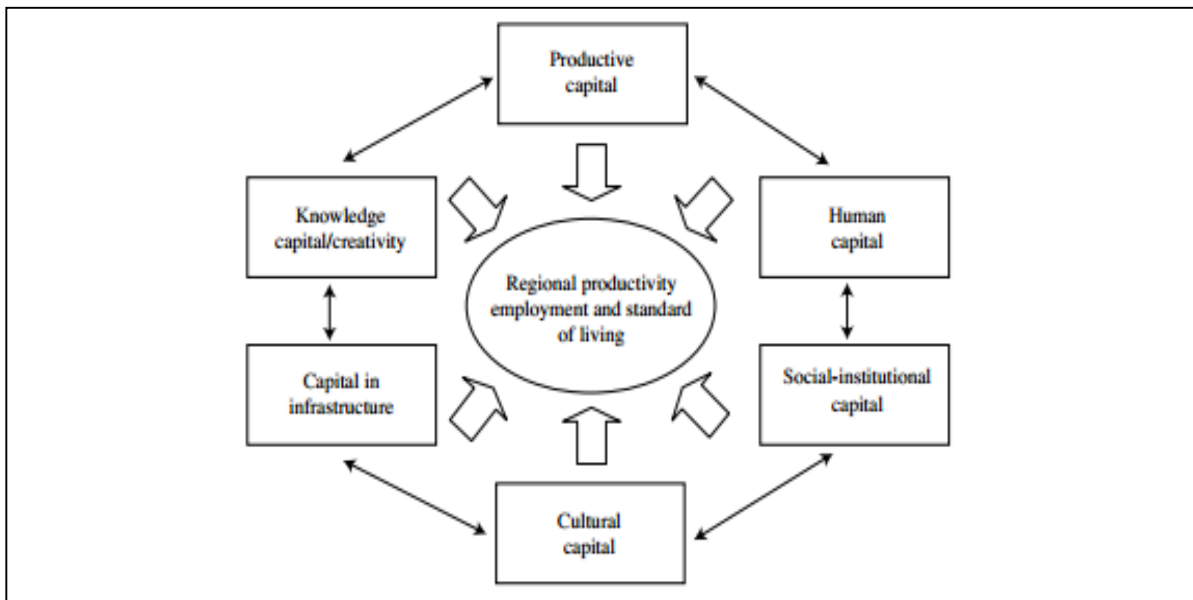 Productive
capital
Knowledge
capital/creativity
Human
capital
Regional productivity
employment and standard
of living
Capital in
infrastructure
Social-institutional
capital
Cultural
capital